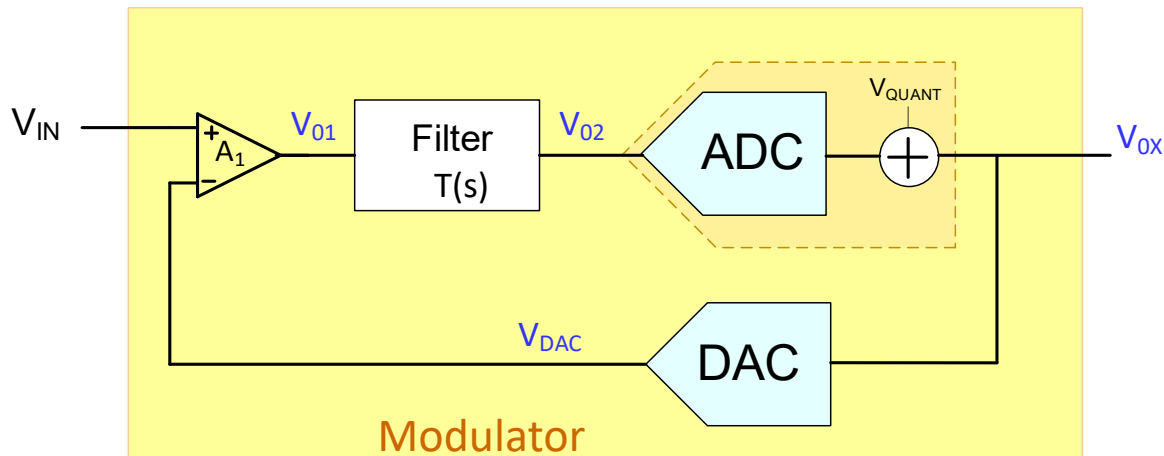 V_IN
+
A_1
−
V_01
Filter
T(s)
V_02
ADC
V_QUANT
+
V_0X
V_DAC
DAC
Modulator